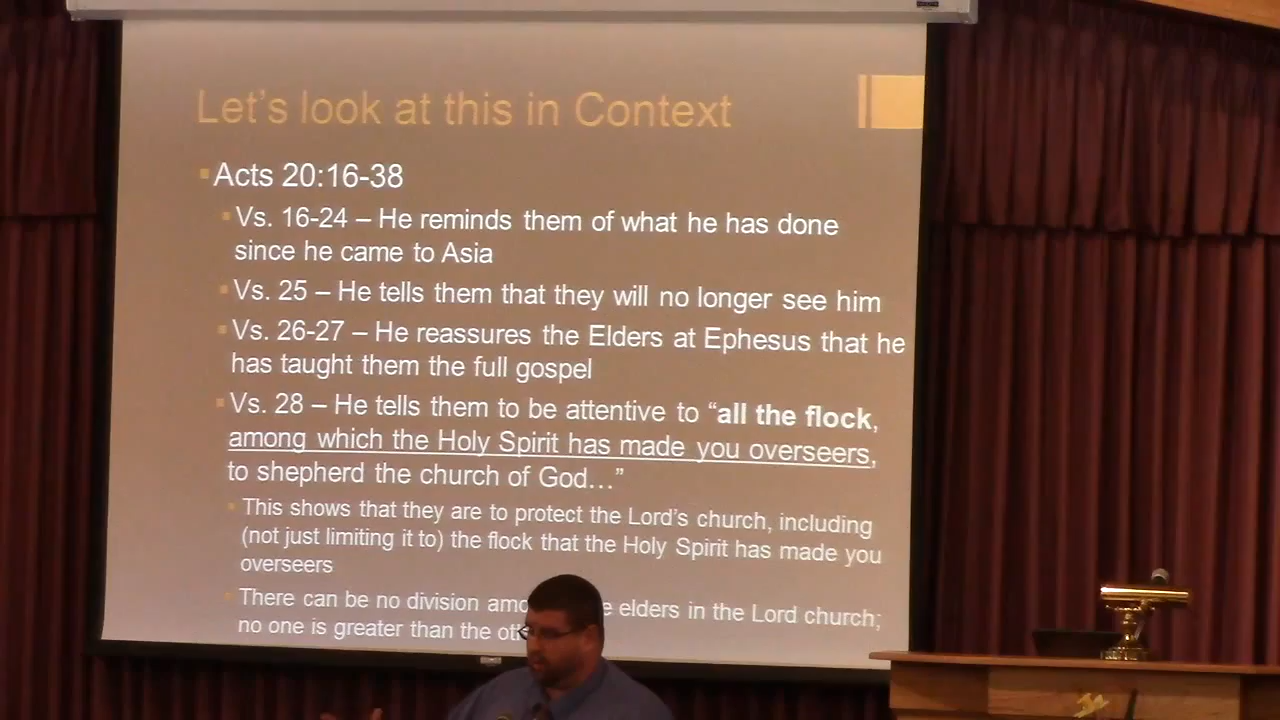 Let's look at this in Context
Acts 20:16-38
Vs. 16-24 – He reminds them of what he has done
since he came to Asia
Vs. 25 – He tells them that they will no longer see him
Vs. 26-27 – He reassures the Elders at Ephesus that he
has taught them the full gospel
Vs. 28 – He tells them to be attentive to “all the flock,
among which the Holy Spirit has made you overseers,
to shepherd the church of God…”
This shows that they are to protect the Lord's church, including
(not just limiting it to) the flock that the Holy Spirit has made you
overseers
There can be no division elders in the Lord church;
no one is greater than the